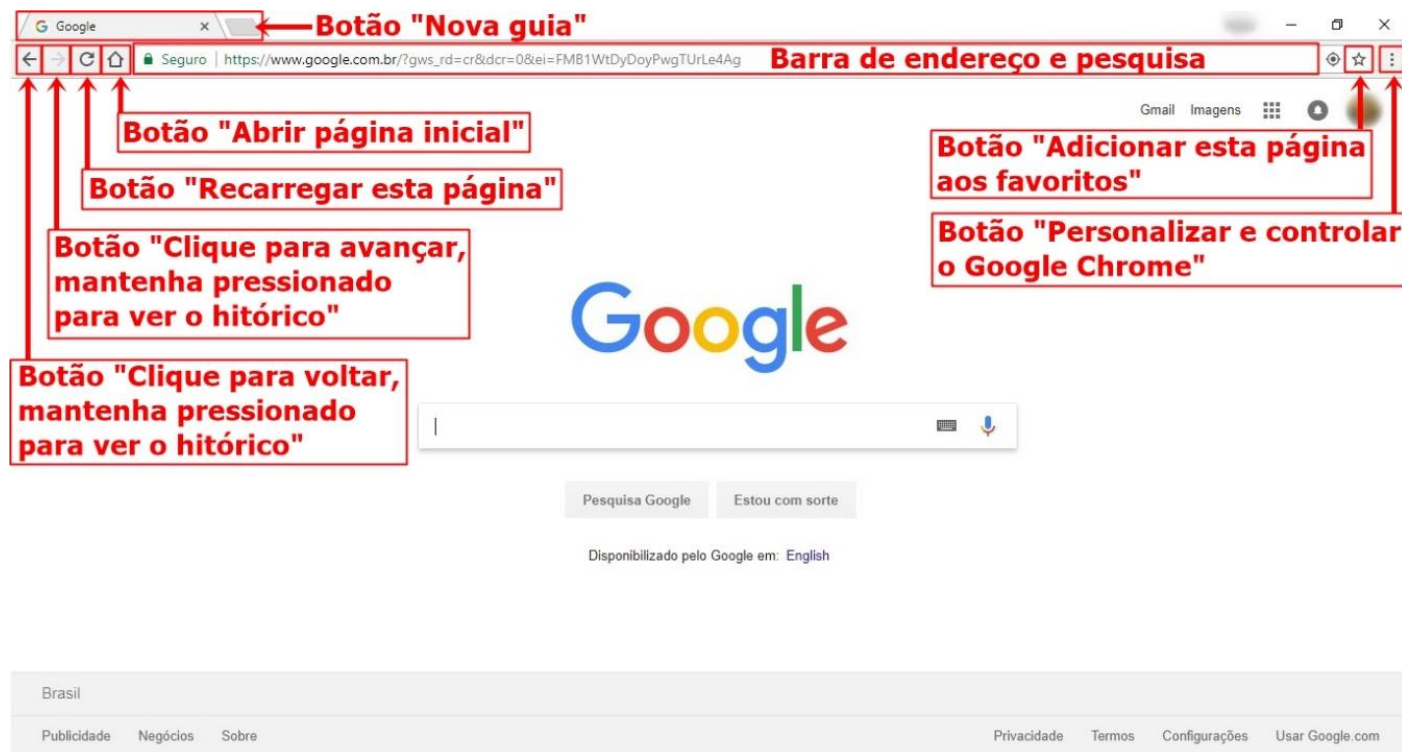 Google
Botão "Nova guia"
Seguro | https://www.google.com.br/?gws_rd=cr&dcr=0&ei=FMB1WtDyDoyPwgTUrLe4Ag
Barra de endereço e pesquisa
Gmail Imagens
Botão "Abrir página inicial"
Botão "Adicionar esta página
aos favoritos"
Botão "Recarregar esta página"
Botão "Personalizar e controlar
o Google Chrome"
Botão "Clique para avançar,
mantenha pressionado
para ver o hitórico"
Google
Botão "Clique para voltar,
mantenha pressionado
para ver o hitórico"
Pesquisa Google
Estou com sorte
Disponibilizado pelo Google em: English
Brasil
Publicidade Negócios Sobre
Privacidade Termos Configurações Usar Google.com